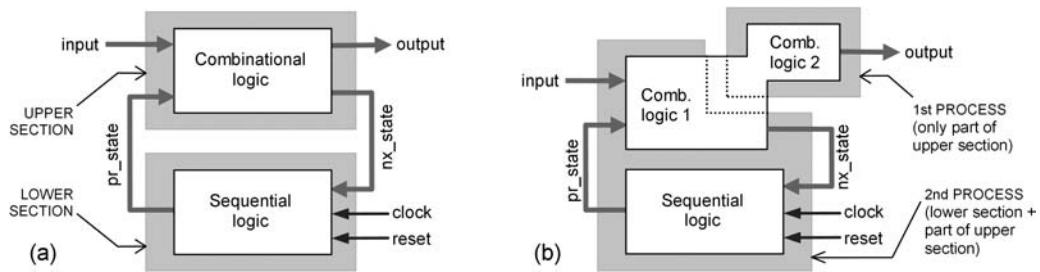 input
Combinational
logic
output
UPPER
SECTION
pr_state
nx_state
LOWER
SECTION
Sequential
logic
clock
reset
(a)
input
Comb.
logic 1
Comb.
logic 2
output
1st PROCESS
(only part of
upper section)
pr_state
nx_state
Sequential
logic
clock
reset
2nd PROCESS
(lower section +
part of upper
section)
(b)